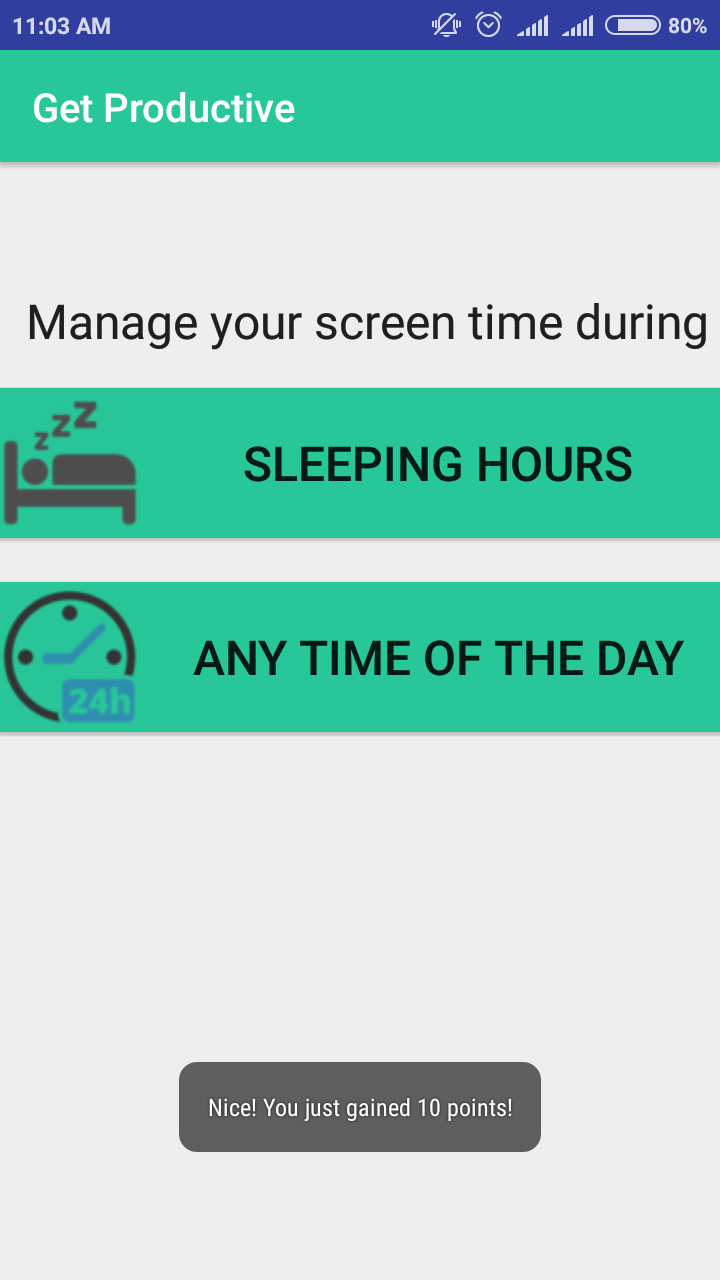 11:03 AM
80%
Get Productive
Manage your screen time during
z z z
SLEEPING HOURS
24h
ANY TIME OF THE DAY
Nice! You just gained 10 points!